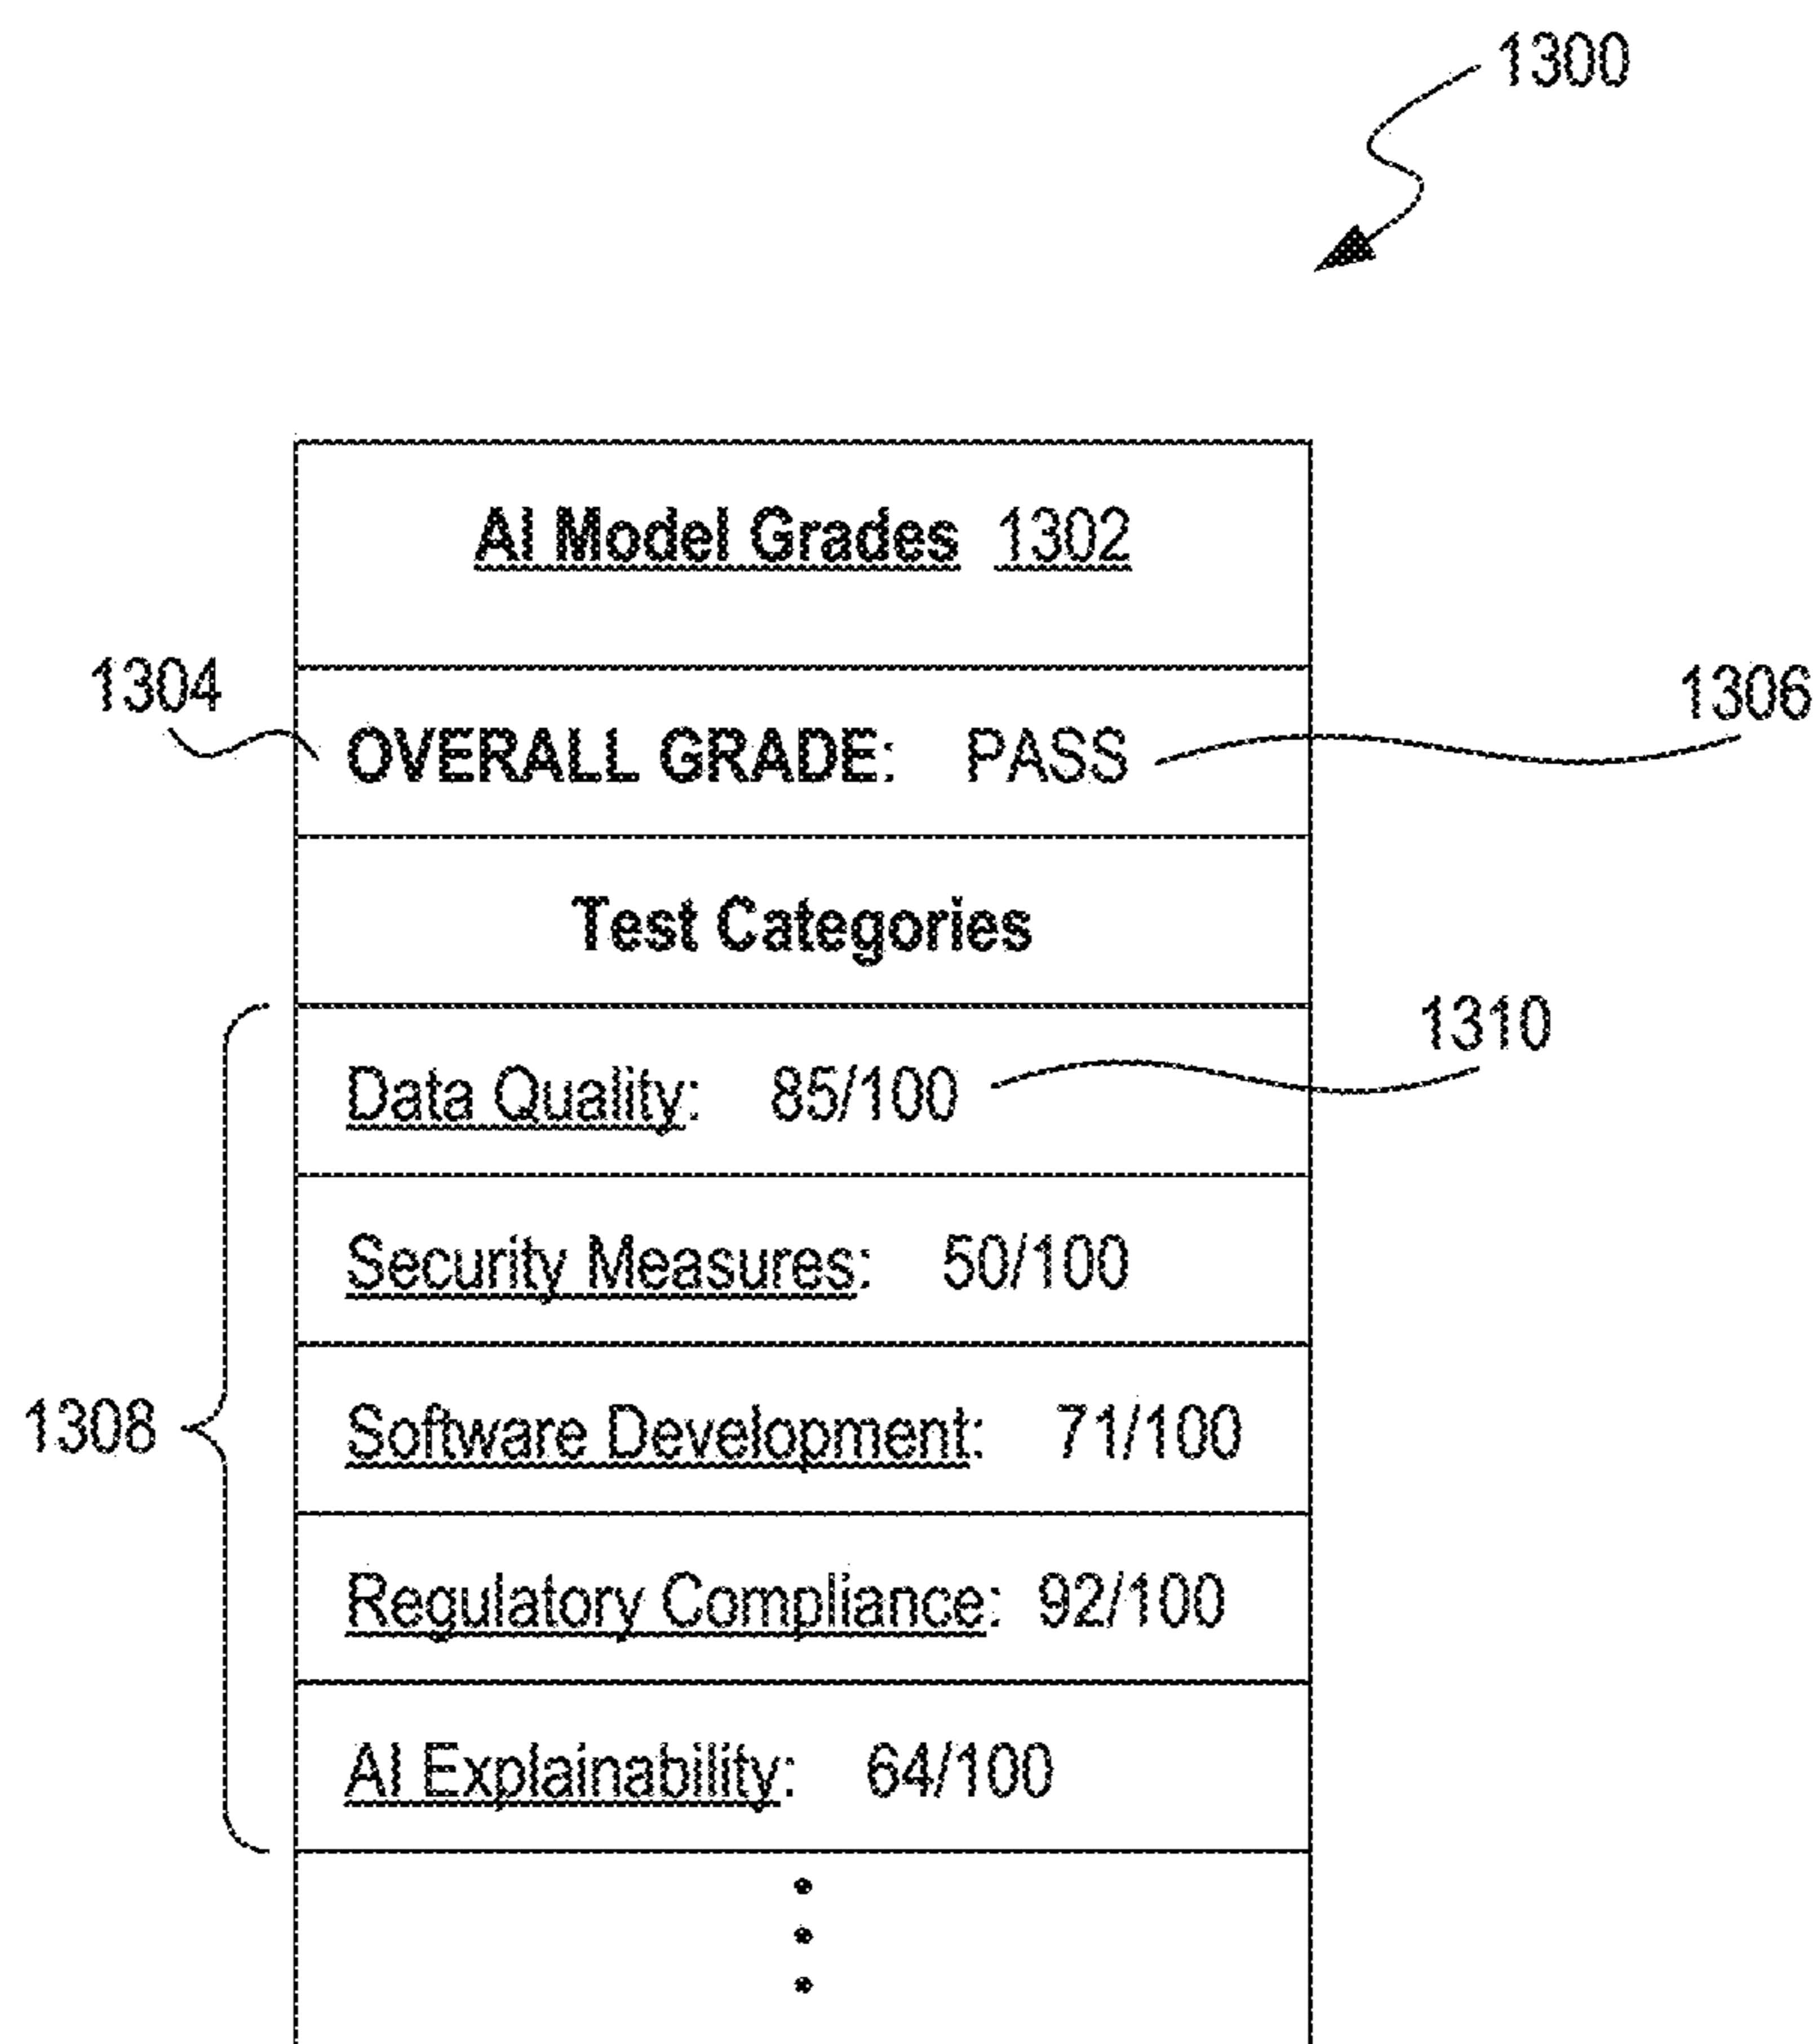 1300
AI Model Grades 1302
1304
1306
OVERALL GRADE: PASS
Test Categories
1310
Data Quality: 85/100
Security Measures: 50/100
1308
Software Development: 71/100
Regulatory Compliance: 92/100
AI Explainability: 64/100